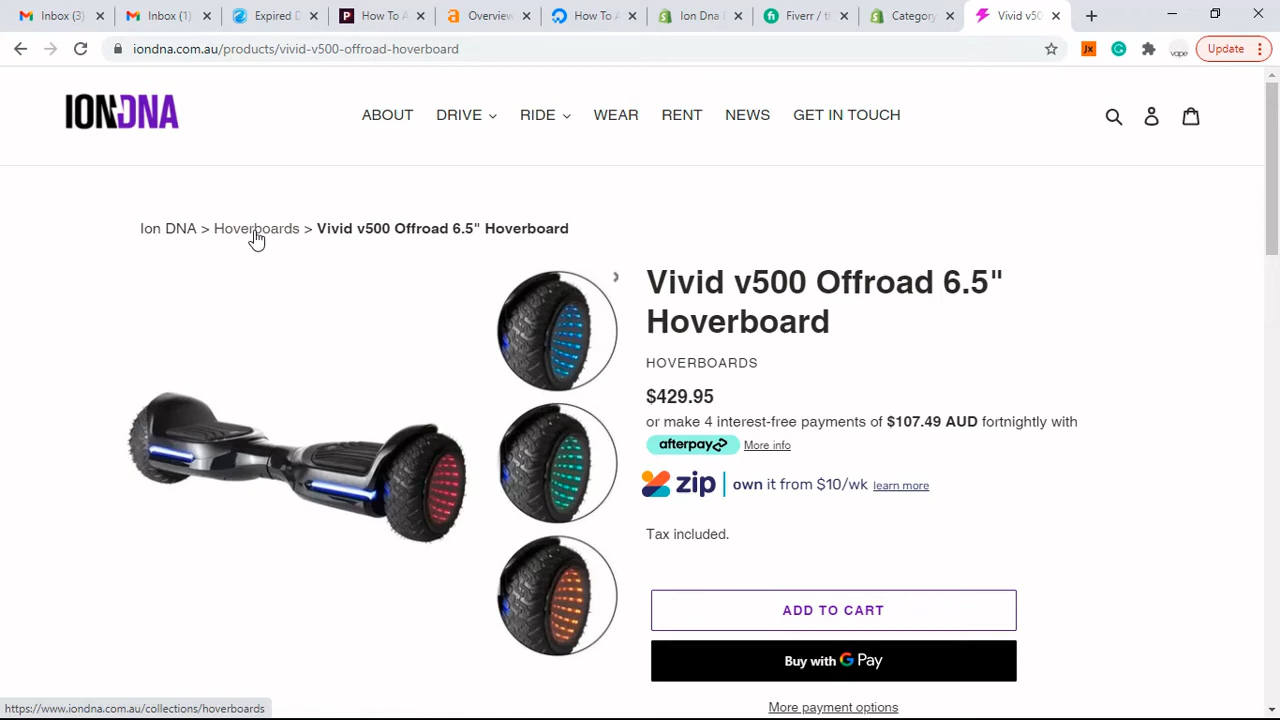 Inbox (3)
Inbox (1)
Expired D
How To A
Overview
How To A
Ion Dna
Fiverr / t
Category
Vivid v50
iondna.com.au/products/vivid-v500-offroad-hoverboard
Jx
vape
Update
IONDNA
ABOUT DRIVE RIDE WEAR RENT NEWS GET IN TOUCH
Ion DNA > Hoverboards > Vivid v500 Offroad 6.5" Hoverboard
Vivid v500 Offroad 6.5"
Hoverboard
HOVERBOARDS
$429.95
or make 4 interest-free payments of $107.49 AUD fortnightly with
afterpay More info
zip | own it from $10/wk learn more
Tax included.
ADD TO CART
Buy with G Pay
More payment options
https://www.iondna.com.au/collections/hoverboards